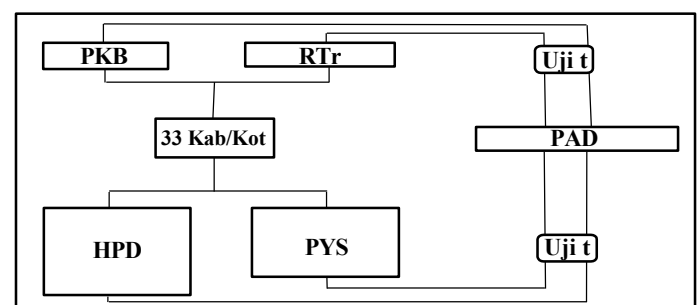 PKB
RTr
Uji t
33 Kab/Kot
PAD
HPD
PYS
Uji t